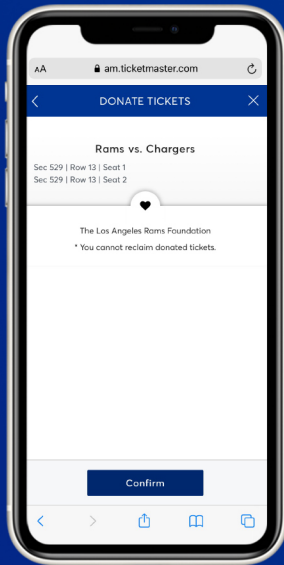 AA am.ticketmaster.com
DONATE TICKETS
Rams vs. Chargers
Sec 529 | Row 13 | Seat 1
Sec 529 | Row 13 | Seat 2
The Los Angeles Rams Foundation
* You cannot reclaim donated tickets.
Confirm